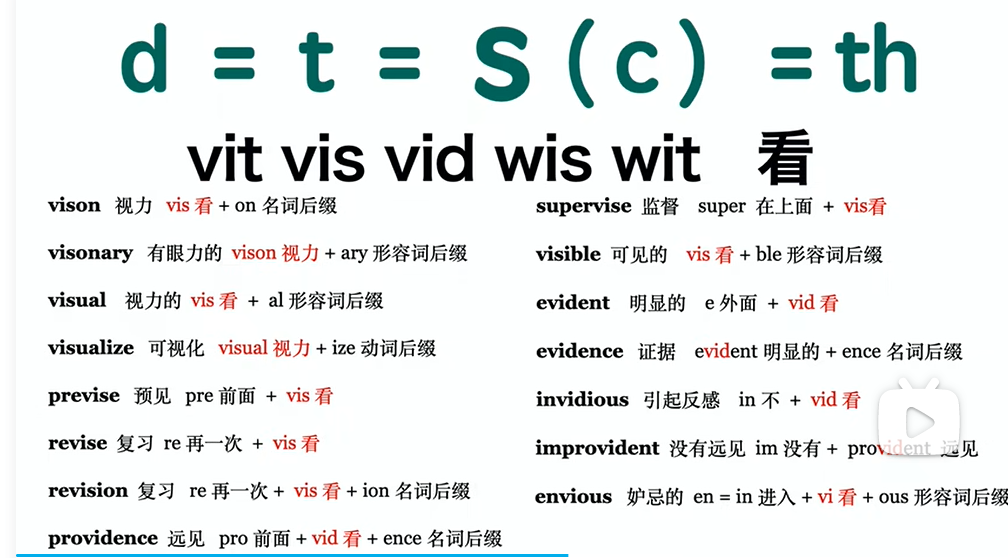 d = t = S (c) = th
vit vis vid wis wit 看
vison 视力 vis 看 + on 名词后缀
visonary 有眼力的 vison 视力 + ary 形容词后缀
visual 视力的 vis 看 + al 形容词后缀
visualize 可视化 visual 视力 + ize 动词后缀
previse 预见 pre 前面 + vis 看
revise 复习 re 再一次 + vis 看
revision 复习 re 再一次 + vis 看 + ion 名词后缀
providence 远见 pro 前面 + vid 看 + ence 名词后缀
supervise 监督 super 在上面 + vis看
visible 可见的 vis 看 + ble 形容词后缀
evident 明显的 e 外面 + vid 看
evidence 证据 evident 明显的 + ence 名词后缀
invidious 引起反感 in 不 + vid 看
improvident 没有远见 im 没有 + provident 远见
envious 妒忌的 en = in 进入 + vi 看 + ous 形容词后缀